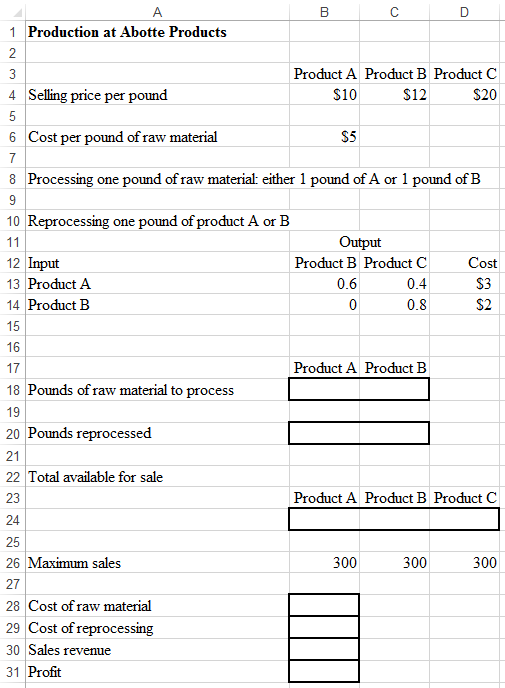 A B C D
1 Production at Abotte Products
2
3 Product A Product B Product C
4 Selling price per pound $10 $12 $20
5
6 Cost per pound of raw material $5
7
8 Processing one pound of raw material: either 1 pound of A or 1 pound of B
9
10 Reprocessing one pound of product A or B
11 Output
12 Input Product B Product C Cost
13 Product A 0.6 0.4 $3
14 Product B 0 0.8 $2
15
16
17 Product A Product B
18 Pounds of raw material to process
19
20 Pounds reprocessed
21
22 Total available for sale
23 Product A Product B Product C
24
25
26 Maximum sales 300 300 300
27
28 Cost of raw material
29 Cost of reprocessing
30 Sales revenue
31 Profit